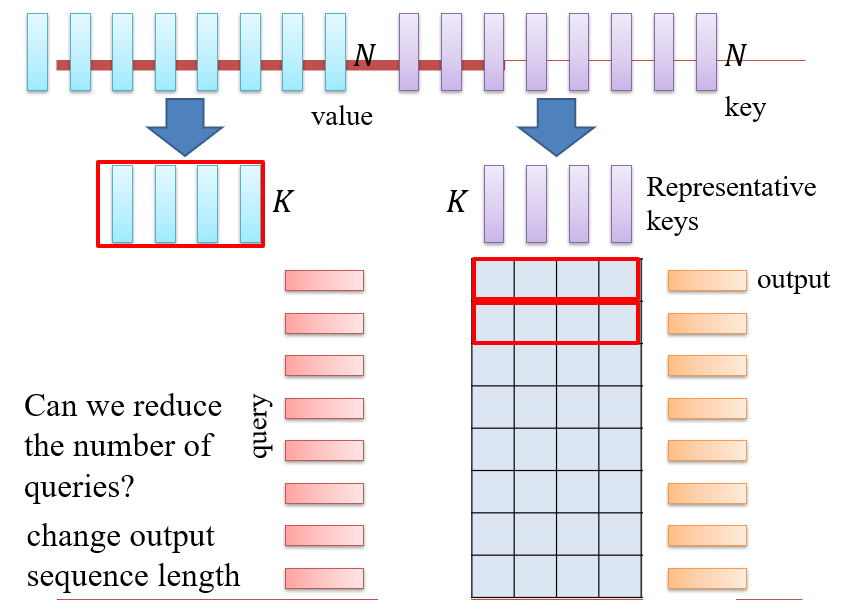 N
N
value
key
K
K
Representative
keys
output
query
Can we reduce
the number of
queries?
change output
sequence length